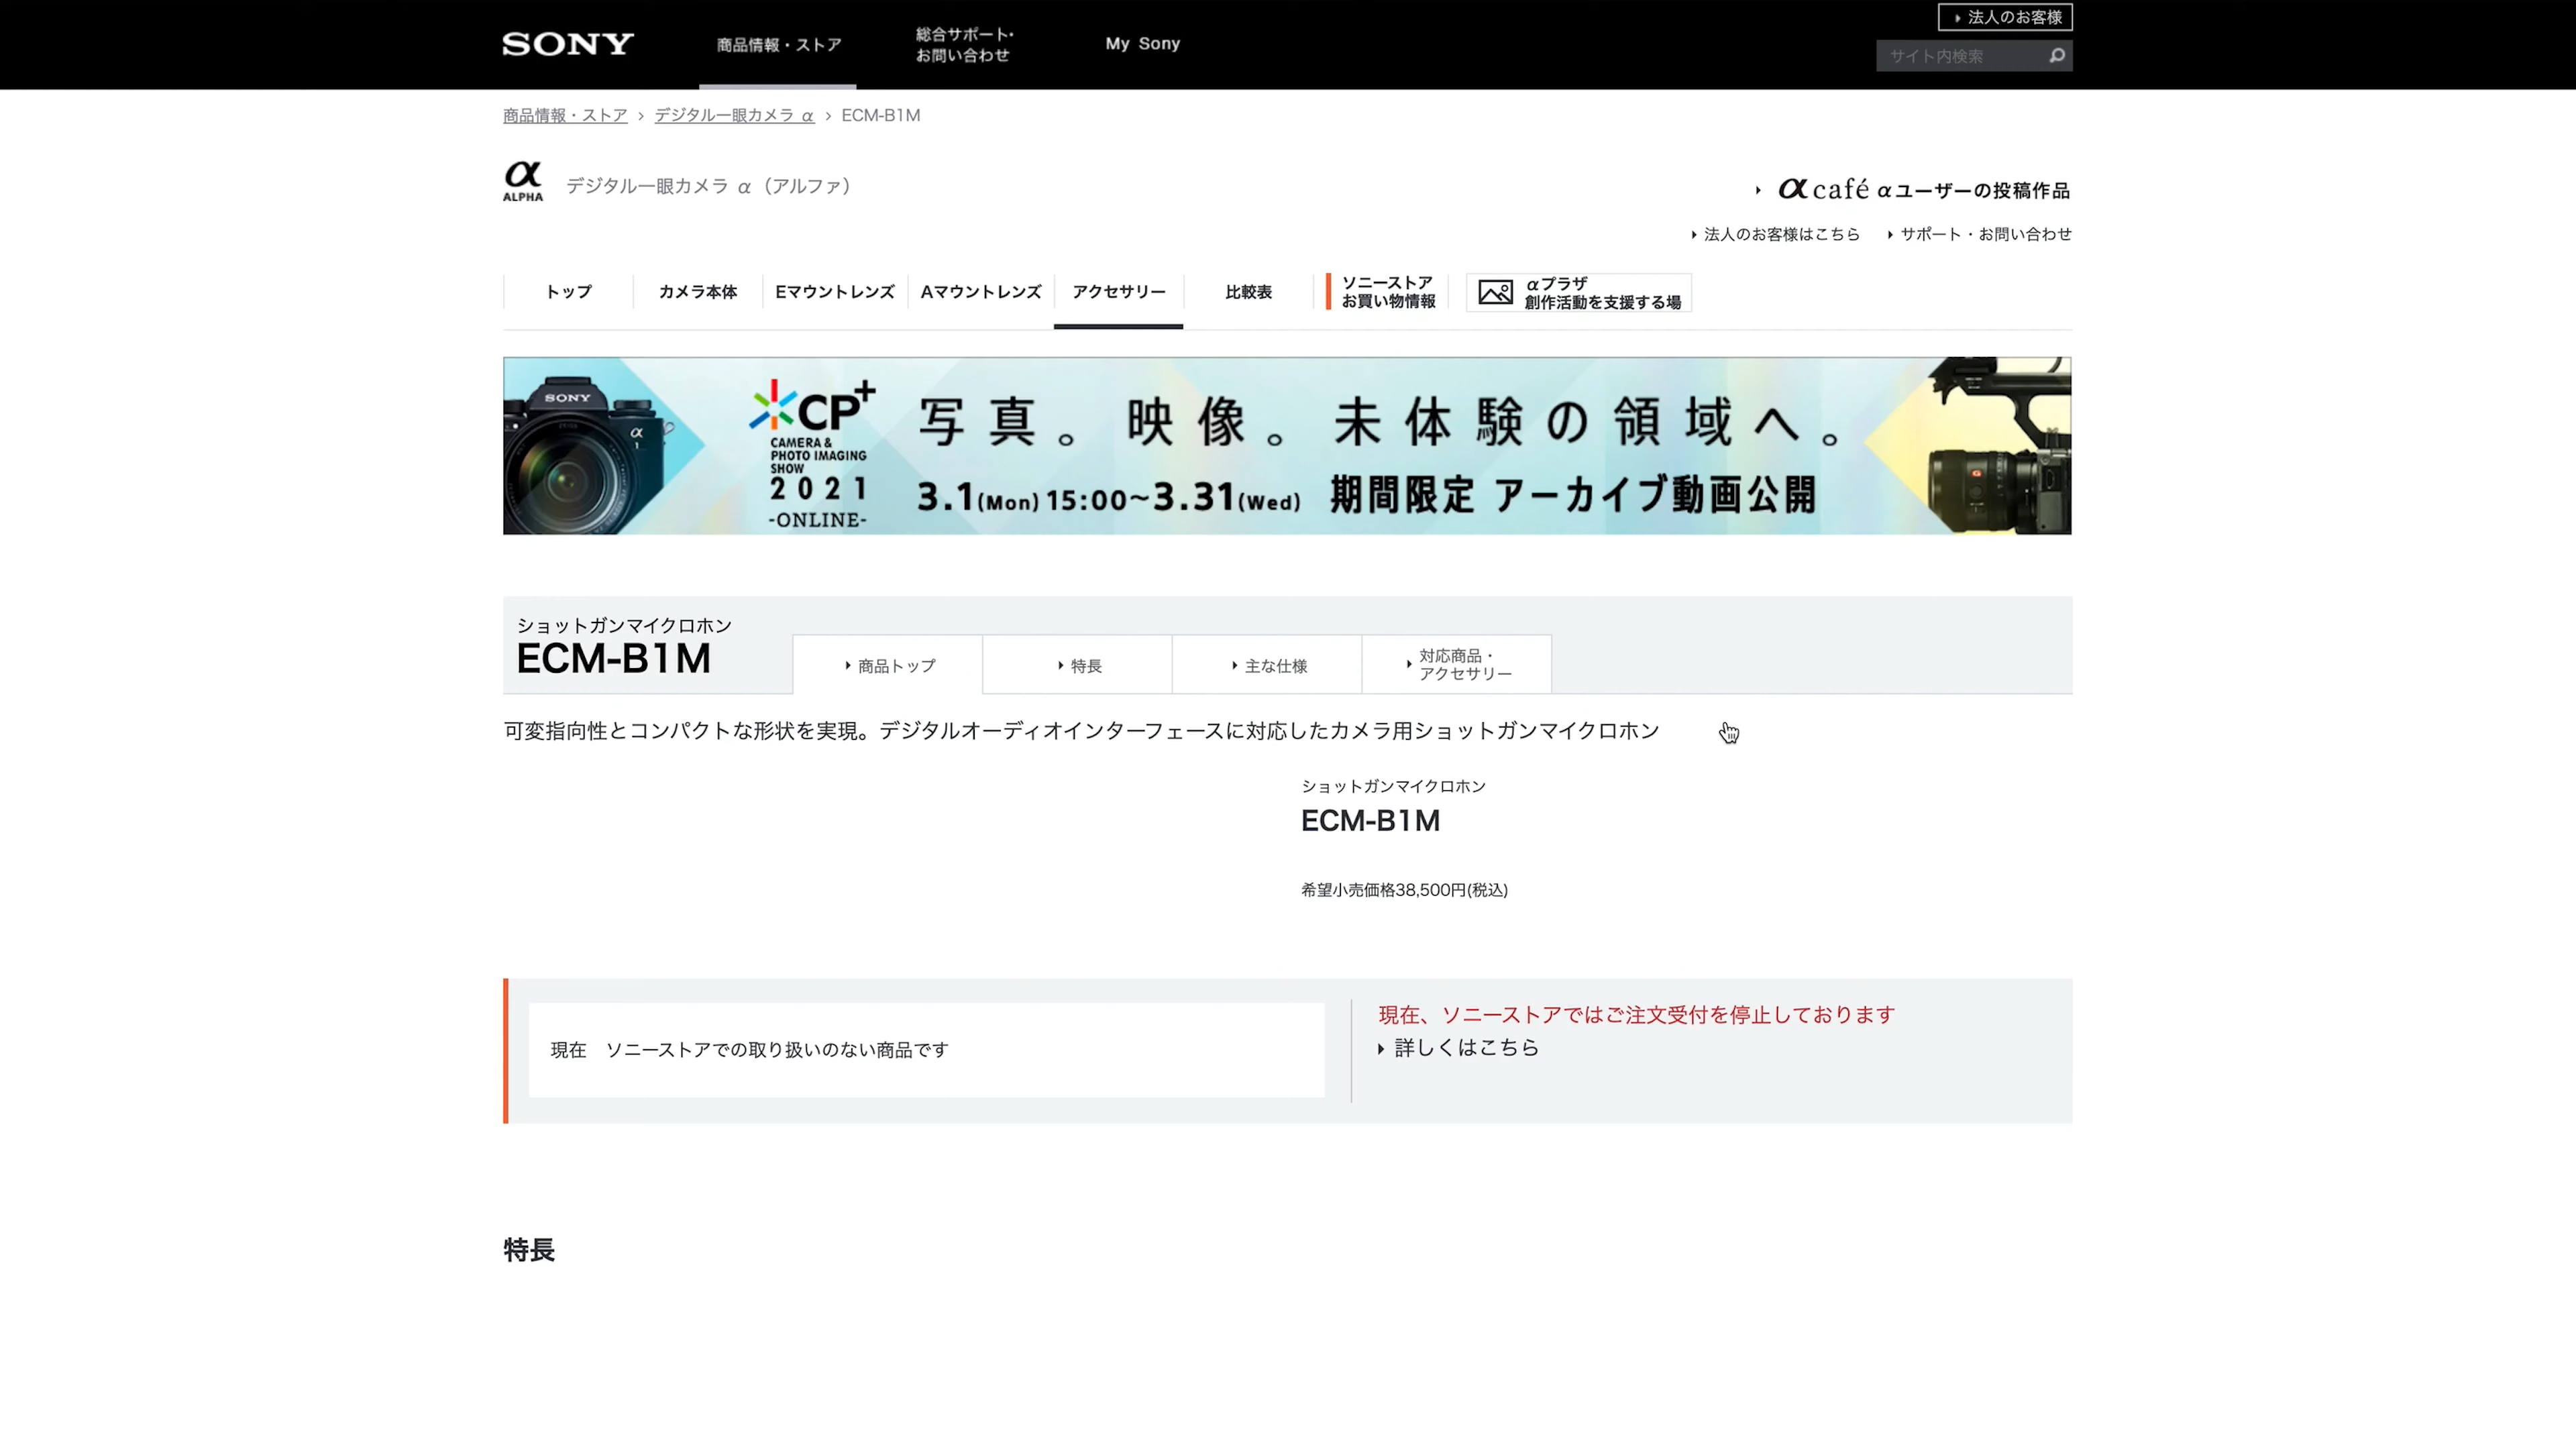 SONY
商品情報・ストア
総合サポート・
お問い合わせ
My Sony
法人のお客様
サイト内検索
商品情報・ストア › デジタル一眼カメラ α › ECM-B1M
α
ALPHA
デジタル一眼カメラ α（アルファ）
α café αユーザーの投稿作品
法人のお客様はこちら
サポート・お問い合わせ
トップ
カメラ本体
Eマウントレンズ
Aマウントレンズ
アクセサリー
比較表
ソニーストア
お買い物情報
αプラザ
創作活動を支援する場
SONY
α
1
CP+
CAMERA &
PHOTO IMAGING
SHOW
2021
-ONLINE-
写真。映像。未体験の領域へ。
3.1(Mon) 15:00~3.31(Wed) 期間限定 アーカイブ動画公開
G
ショットガンマイクロホン
ECM-B1M
商品トップ
特長
主な仕様
対応商品・
アクセサリー
可変指向性とコンパクトな形状を実現。デジタルオーディオインターフェースに対応したカメラ用ショットガンマイクロホン
ショットガンマイクロホン
ECM-B1M
希望小売価格38,500円(税込)
現在　ソニーストアでの取り扱いのない商品です
現在、ソニーストアではご注文受付を停止しております
詳しくはこちら
特長